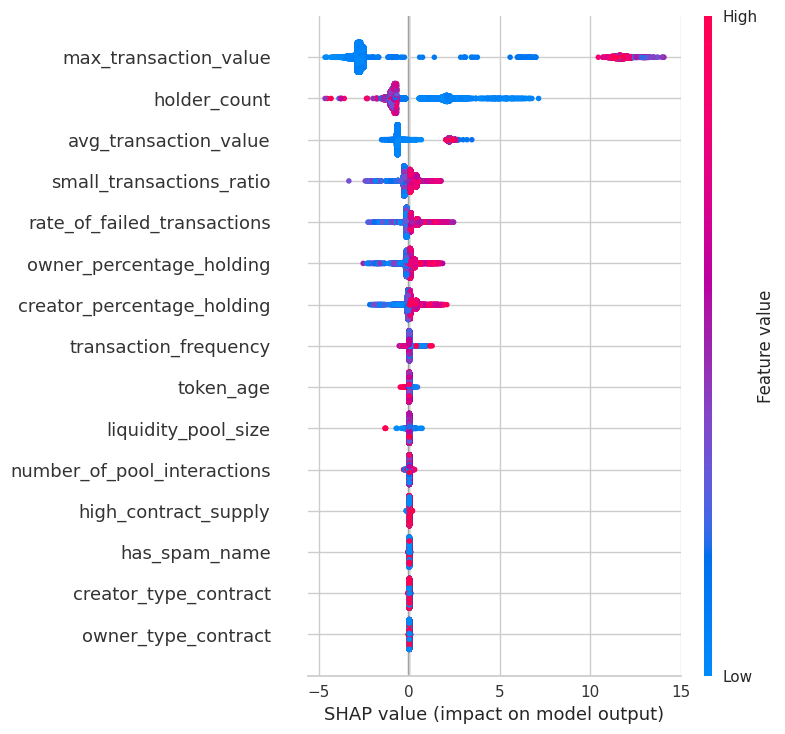 High
max_transaction_value
holder_count
avg_transaction_value
small_transactions_ratio
rate_of_failed_transactions
owner_percentage_holding
creator_percentage_holding
transaction_frequency
token_age
liquidity_pool_size
number_of_pool_interactions
high_contract_supply
has_spam_name
creator_type_contract
owner_type_contract
Feature value
Low
−5 0 5 10 15
SHAP value (impact on model output)